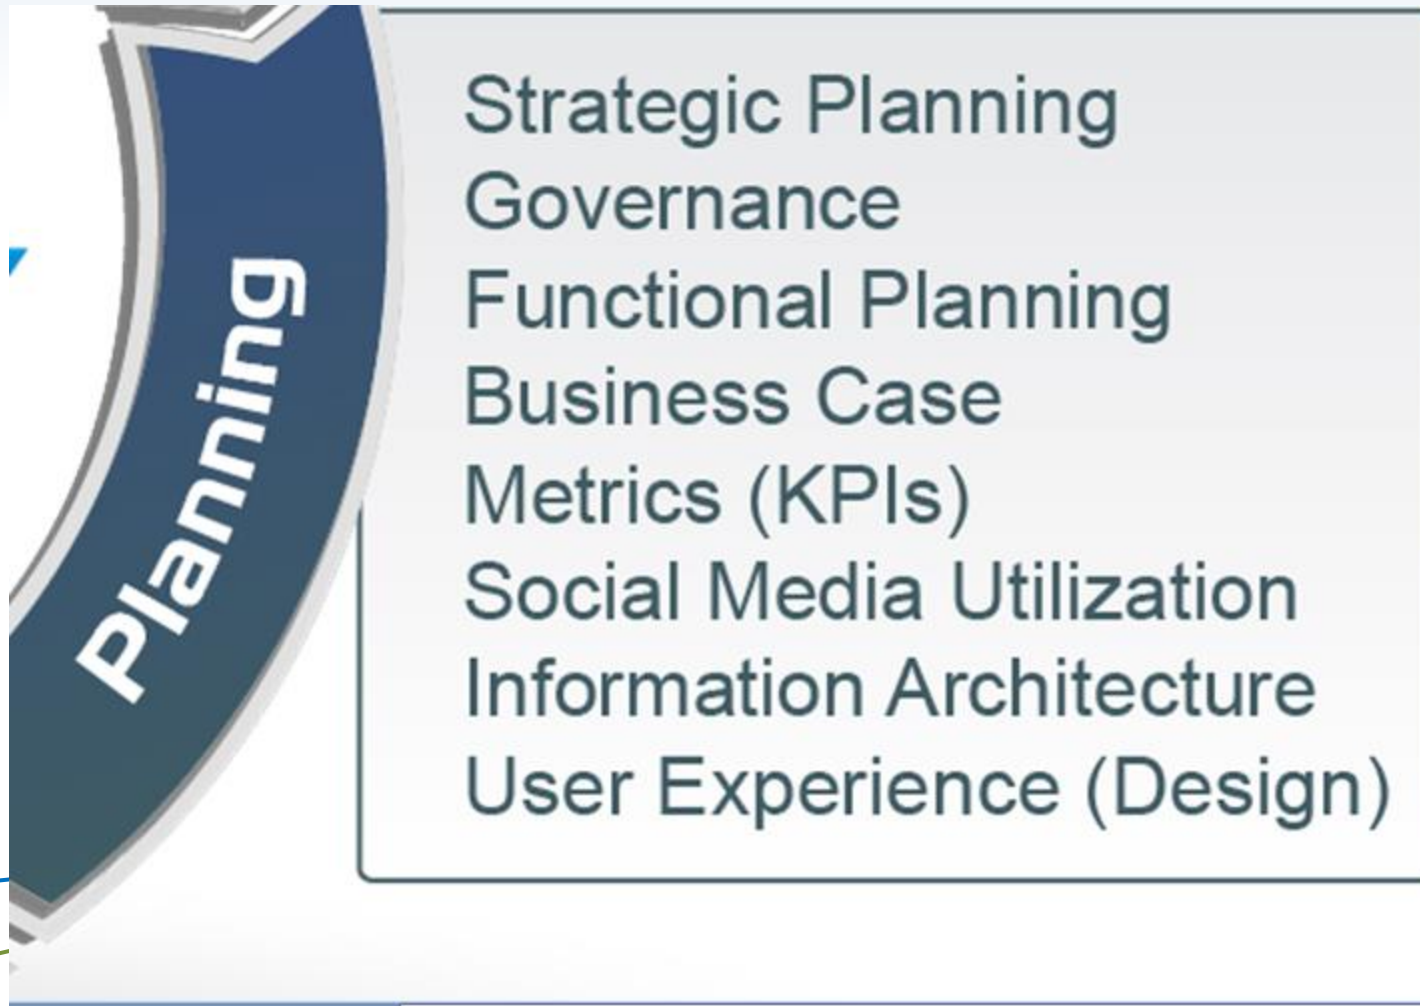 Planning
Strategic Planning
Governance
Functional Planning
Business Case
Metrics (KPIs)
Social Media Utilization
Information Architecture
User Experience (Design)